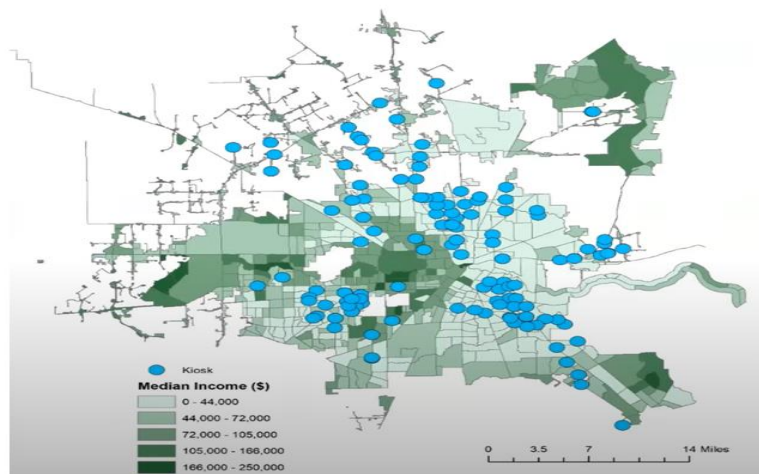 Kiosk
Median Income ($)
0 - 44,000
44,000 - 72,000
72,000 - 105,000
105,000 - 166,000
166,000 - 250,000
0 3.5 7 14 Miles